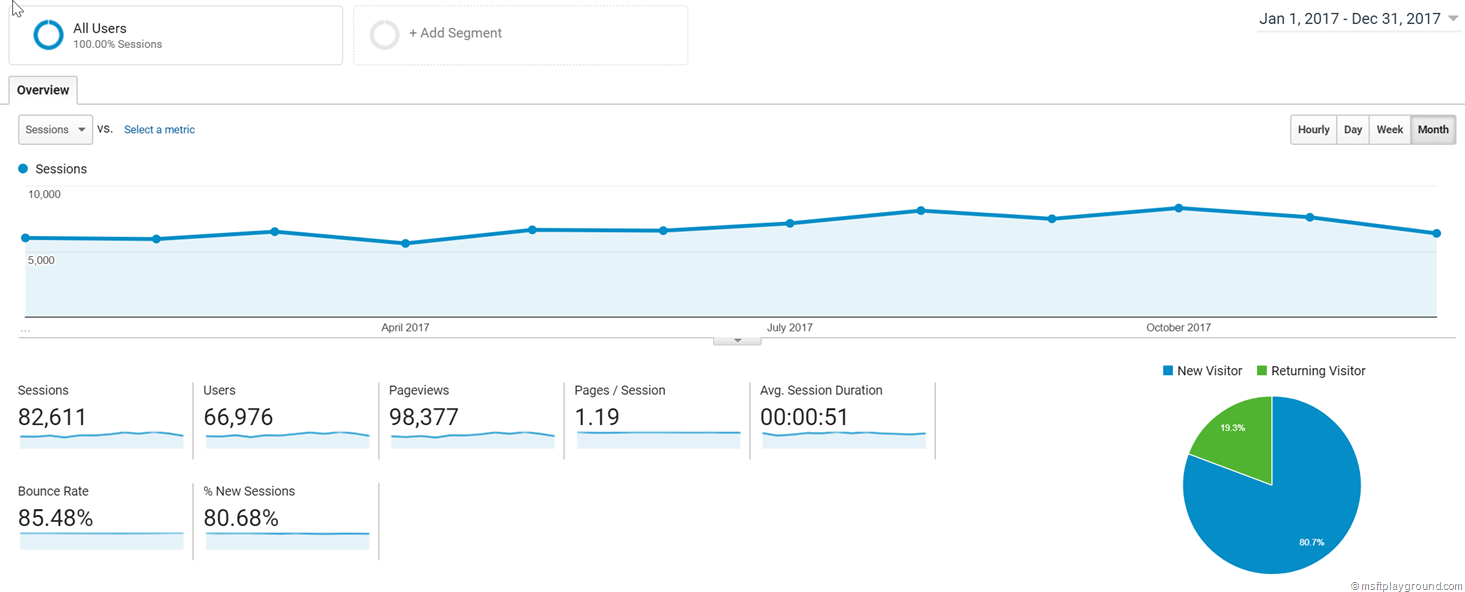 All Users
100.00% Sessions
+ Add Segment
Jan 1, 2017 - Dec 31, 2017
Overview
Sessions vs. Select a metric
Hourly Day Week Month
Sessions
10,000
5,000
... April 2017 July 2017 October 2017
New Visitor Returning Visitor
Sessions Users Pageviews Pages / Session Avg. Session Duration
82,611 66,976 98,377 1.19 00:00:51
19.3%
Bounce Rate % New Sessions
85.48% 80.68%
80.7%
© msftplayground.com